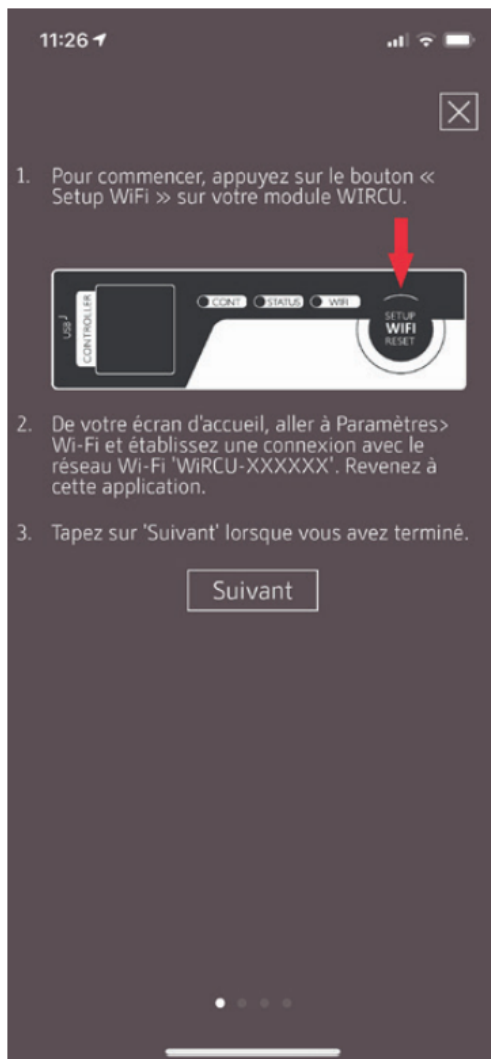 11:26
1. Pour commencer, appuyez sur le bouton «
Setup WiFi » sur votre module WIRCU.
USB
CONTROLLER
CONT STATUS WIFI
SETUP
WIFI
RESET
2. De votre écran d'accueil, aller à Paramètres>
Wi-Fi et établissez une connexion avec le
réseau Wi-Fi 'WiRCU-XXXXXX'. Revenez à
cette application.
3. Tapez sur 'Suivant' lorsque vous avez terminé.
Suivant